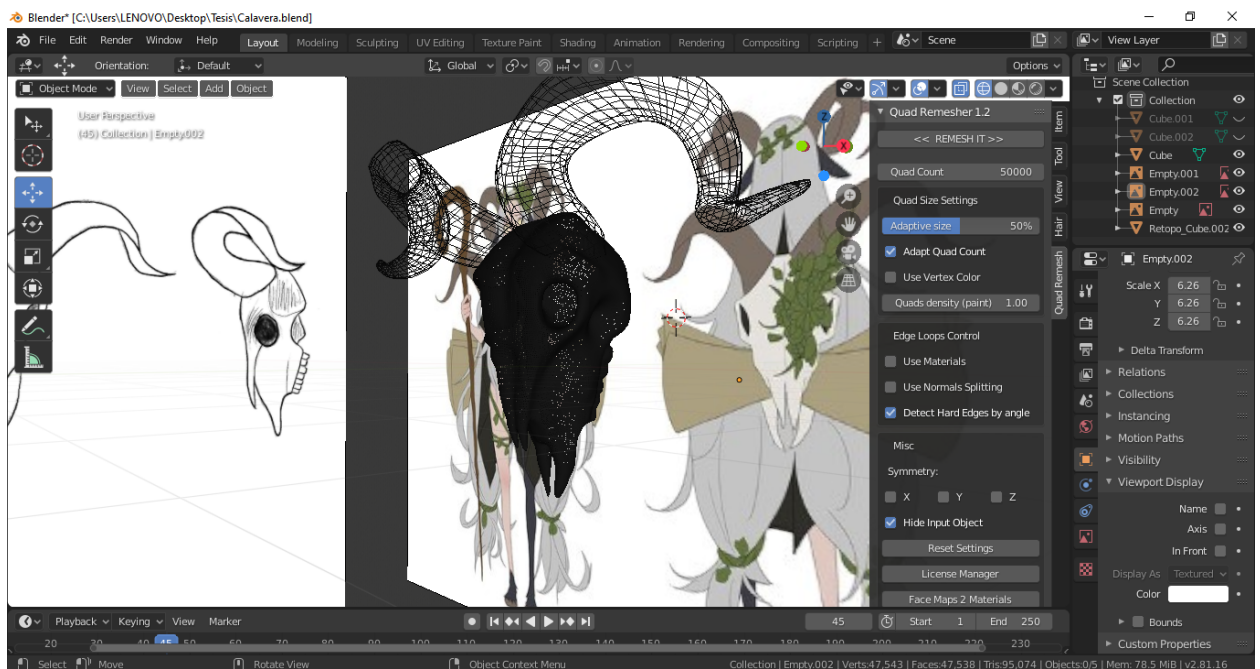 Blender* [C:\Users\LENOVO\Desktop\Tesis\Calavera.blend]
File Edit Render Window Help Layout Modeling Sculpting UV Editing Texture Paint Shading Animation Rendering Compositing Scripting + Scene View Layer
Orientation: Default Global Options
Object Mode View Select Add Object
User Perspective
(45) Collection | Empty.002
Z
X
Quad Remesher 1.2
<< REMESH IT >>
Quad Count 50000
Quad Size Settings
Adaptive size 50%
Adapt Quad Count
Use Vertex Color
Quads density (paint) 1.00
Edge Loops Control
Use Materials
Use Normals Splitting
Detect Hard Edges by angle
Misc
Symmetry:
X Y Z
Hide Input Object
Reset Settings
License Manager
Face Maps 2 Materials
Item
Tool
View
Hair
Quad Remesh
Scene Collection
Collection
Cube.001
Cube.002
Cube
Empty.001
Empty.002
Empty
Retopo_Cube.002
Empty.002
Scale X 6.26
Y 6.26
Z 6.26
Delta Transform
Relations
Collections
Instancing
Motion Paths
Visibility
Viewport Display
Name
Axis
In Front
Display As Textured
Color
Bounds
Custom Properties
Playback Keying View Marker 45 Start 1 End 250
20 30 40 45 50 60 70 80 90 100 110 120 130 140 150 160 170 180 190 200 210 220 230
Select Move Rotate View Object Context Menu Collection | Empty.002 | Verts:47,543 | Faces:47,538 | Tris:95,074 | Objects:0/5 | Mem: 78.5 MiB | v2.81.16